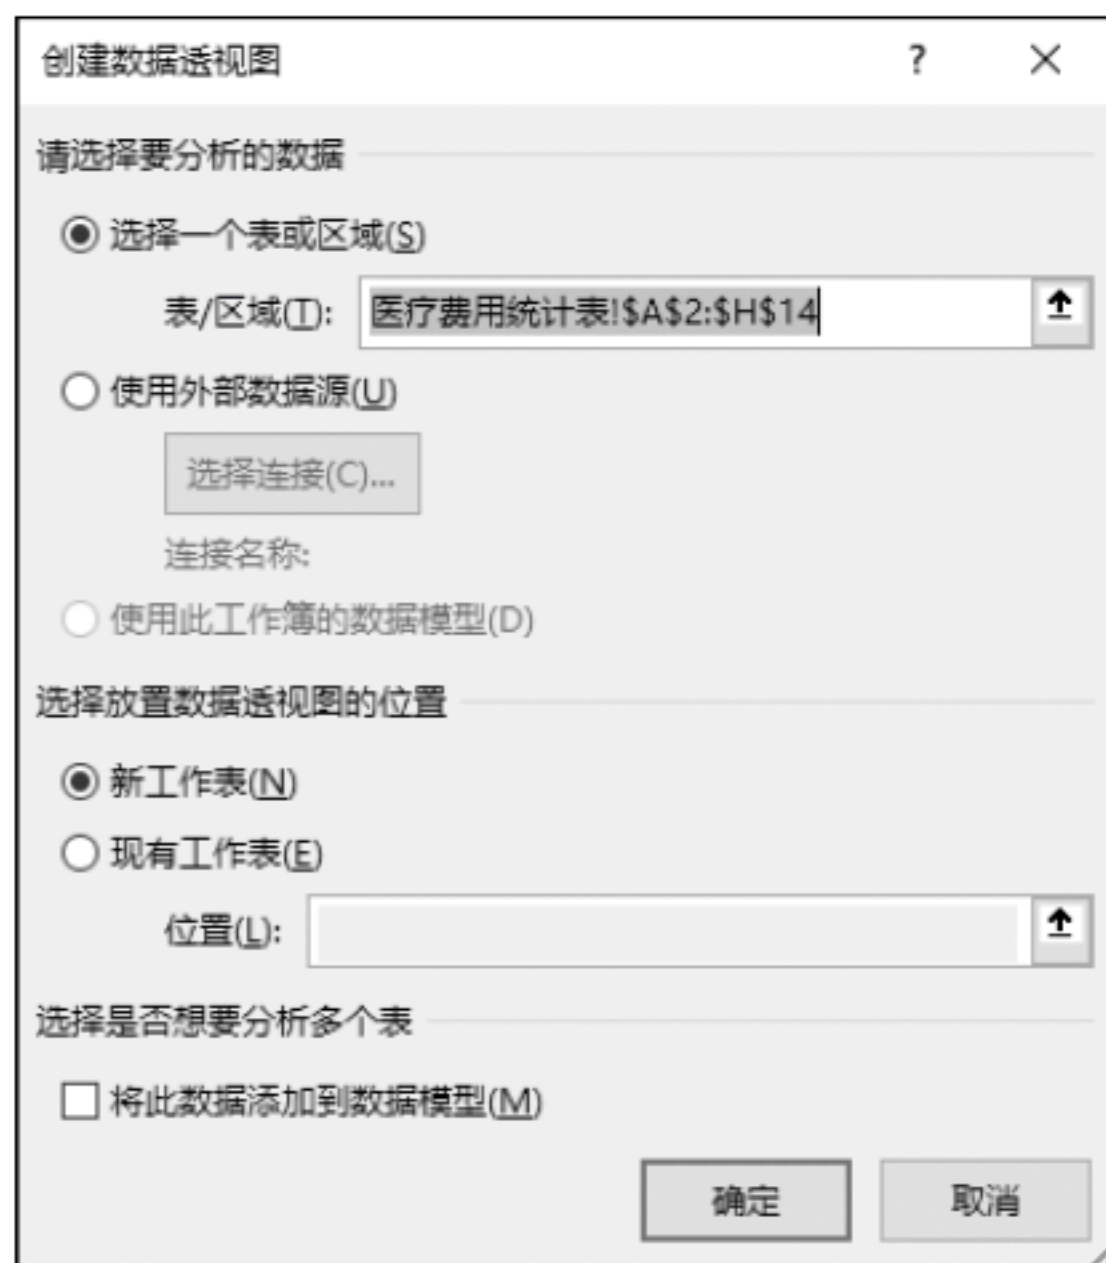 创建数据透视图 ? ×
请选择要分析的数据
选择一个表或区域(S)
表/区域(T): 医疗费用统计表!$A$2:$H$14
使用外部数据源(U)
选择连接(C)...
连接名称:
使用此工作簿的数据模型(D)
选择放置数据透视图的位置
新工作表(N)
现有工作表(E)
位置(L):
选择是否想要分析多个表
将此数据添加到数据模型(M)
确定 取消